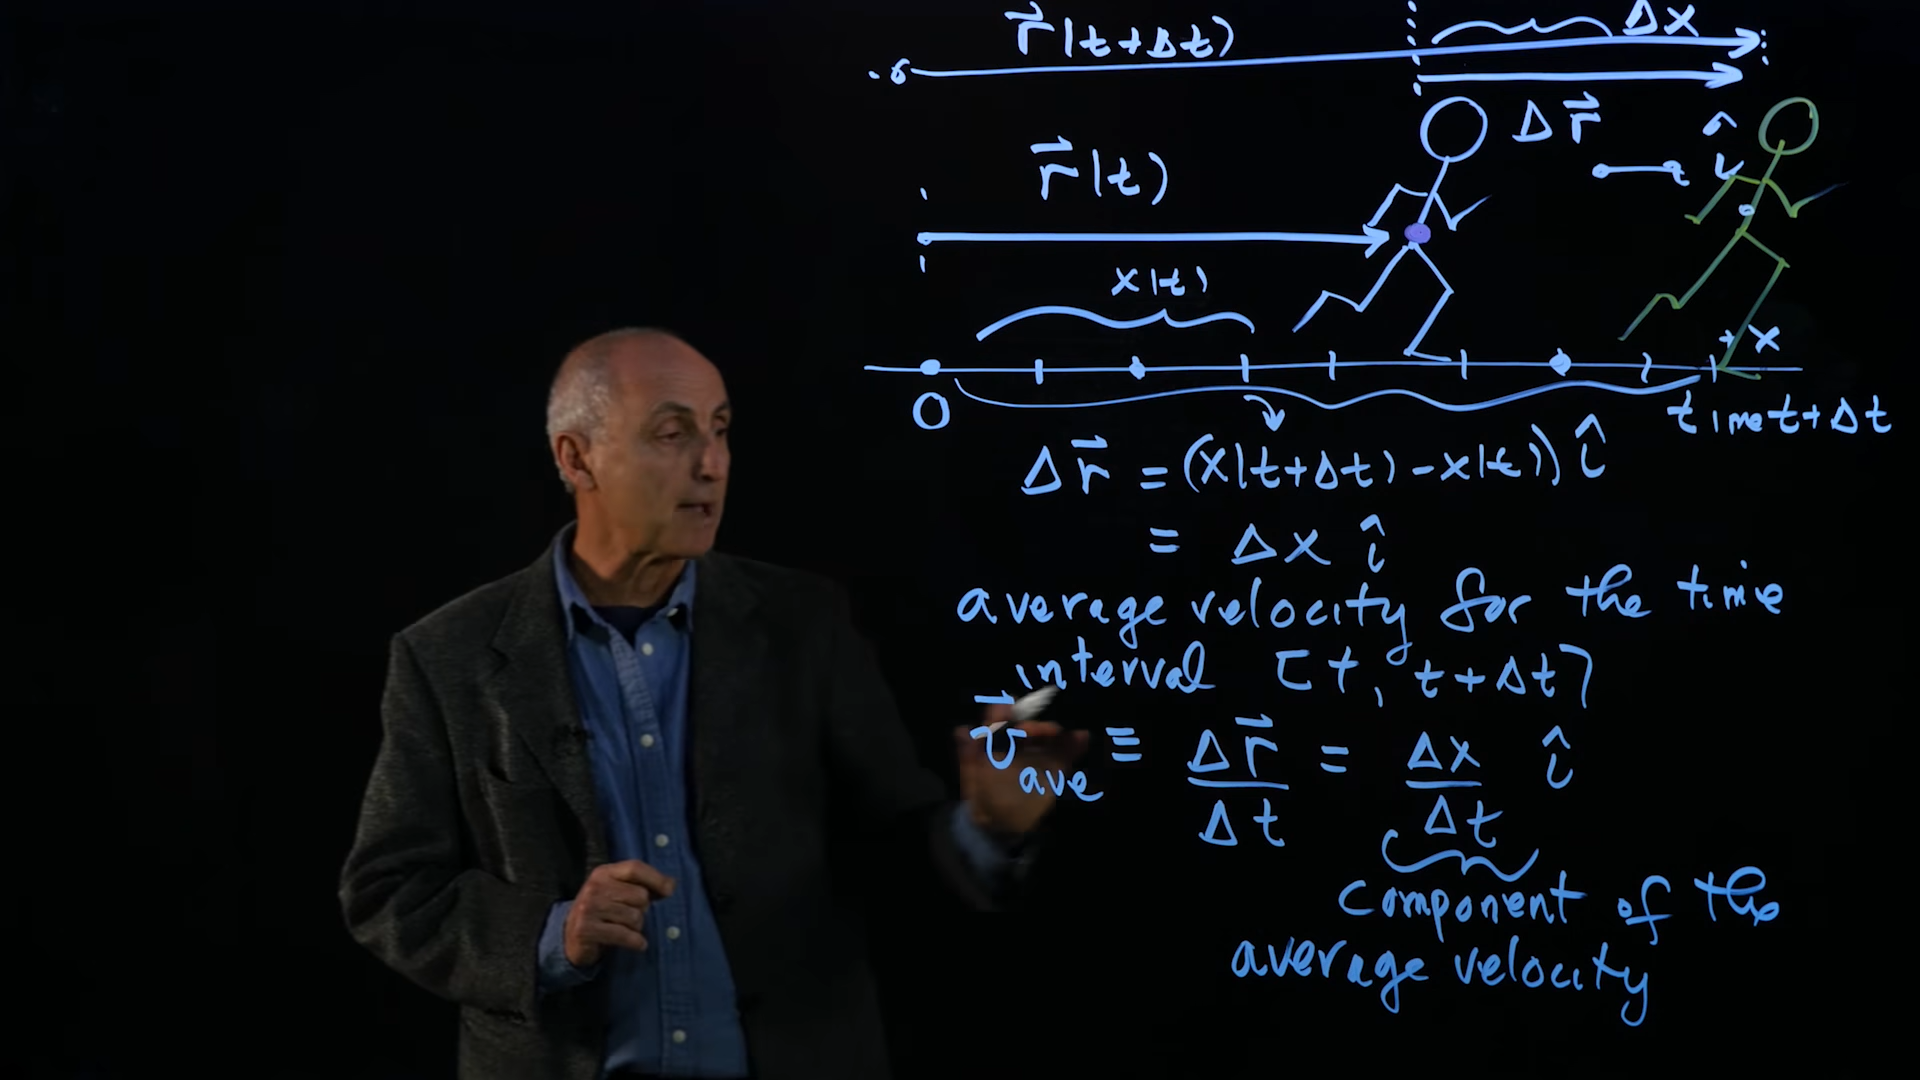 r⃗(t+Δt)
Δx
Δr⃗
î
r⃗(t)
x(t)
+x
0
time t+Δt
Δr⃗ = (x(t+Δt) - x(t)) î
= Δx î
average velocity for the time
interval [t, t+Δt]
v⃗ave ≡ Δr⃗/Δt = Δx/Δt î
component of the
average velocity